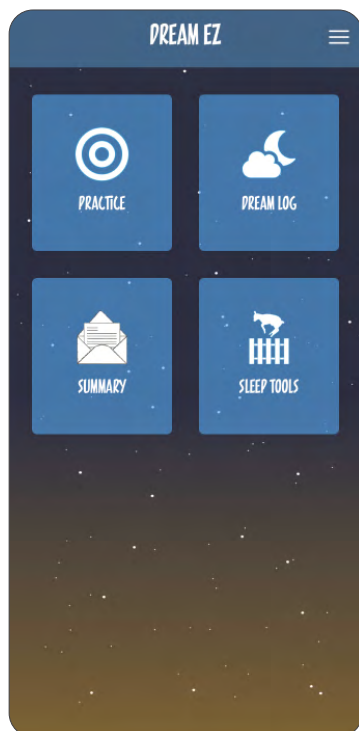 DREAM EZ
PRACTICE
DREAM LOG
SUMMARY
SLEEP TOOLS